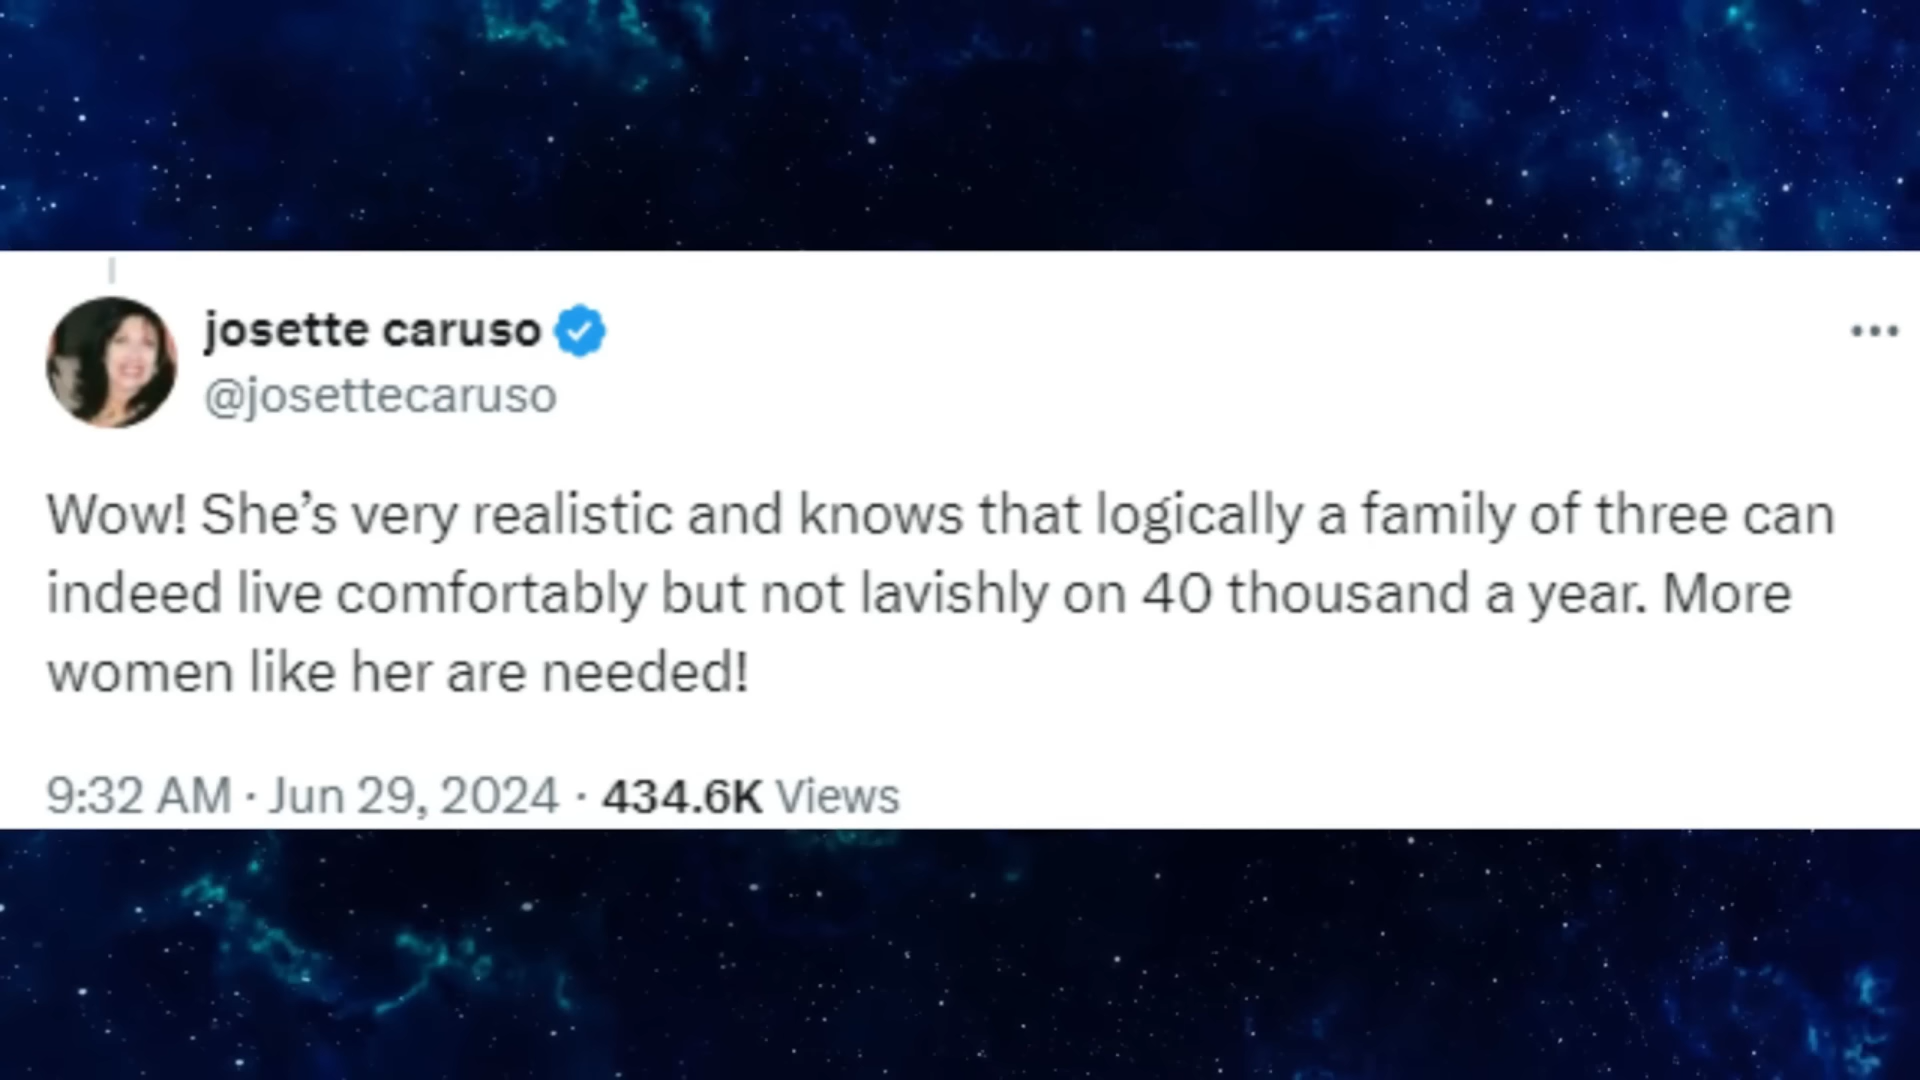 josette caruso
@josettecaruso
Wow! She’s very realistic and knows that logically a family of three can
indeed live comfortably but not lavishly on 40 thousand a year. More
women like her are needed!
9:32 AM · Jun 29, 2024 · 434.6K Views